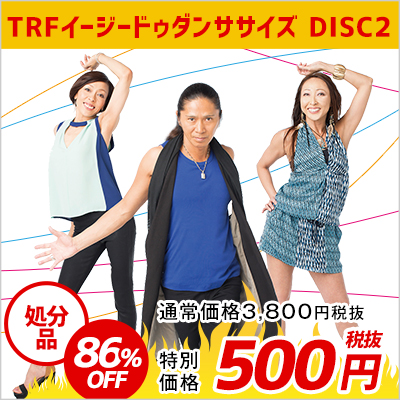 TRFイージードゥダンササイズ DISC2
処分品
86%OFF
通常価格3,800円税抜
特別価格
500円
税抜